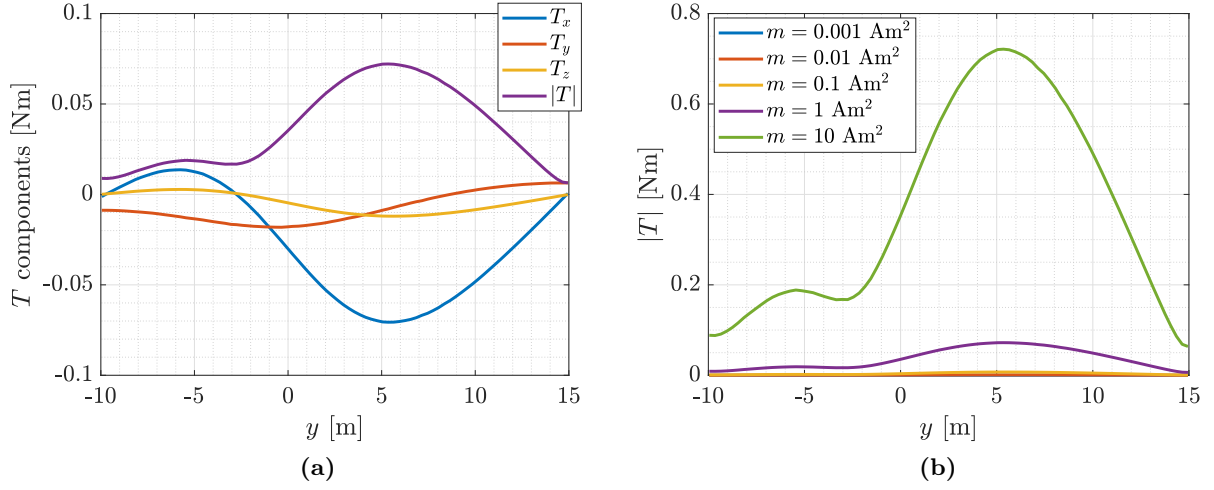 0.1
0.05
0
-0.05
-0.1
T components [Nm]
-10 -5 0 5 10 15
y [m]
T_x
T_y
T_z
|T|
(a)
0.8
0.6
0.4
0.2
0
|T| [Nm]
-10 -5 0 5 10 15
y [m]
m = 0.001 Am²
m = 0.01 Am²
m = 0.1 Am²
m = 1 Am²
m = 10 Am²
(b)